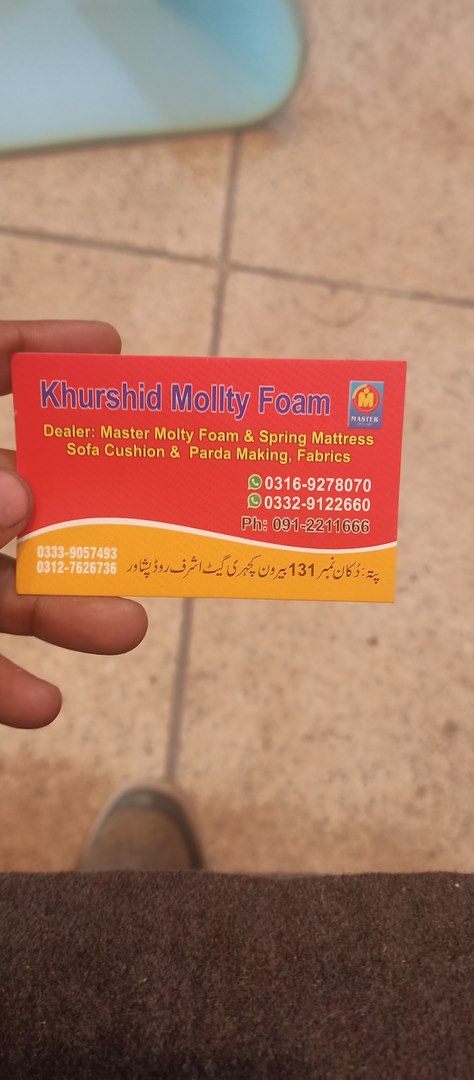 Khurshid Mollty Foam
MASTER
Dealer: Master Molty Foam & Spring Mattress
Sofa Cushion & Parda Making, Fabrics
0316-9278070
0332-9122660
Ph: 091-2211666
0333-9057493
0312-7626736
پتہ: دُکان نمبر 131 بیرون کچہری گیٹ اشرف روڈ پشاور